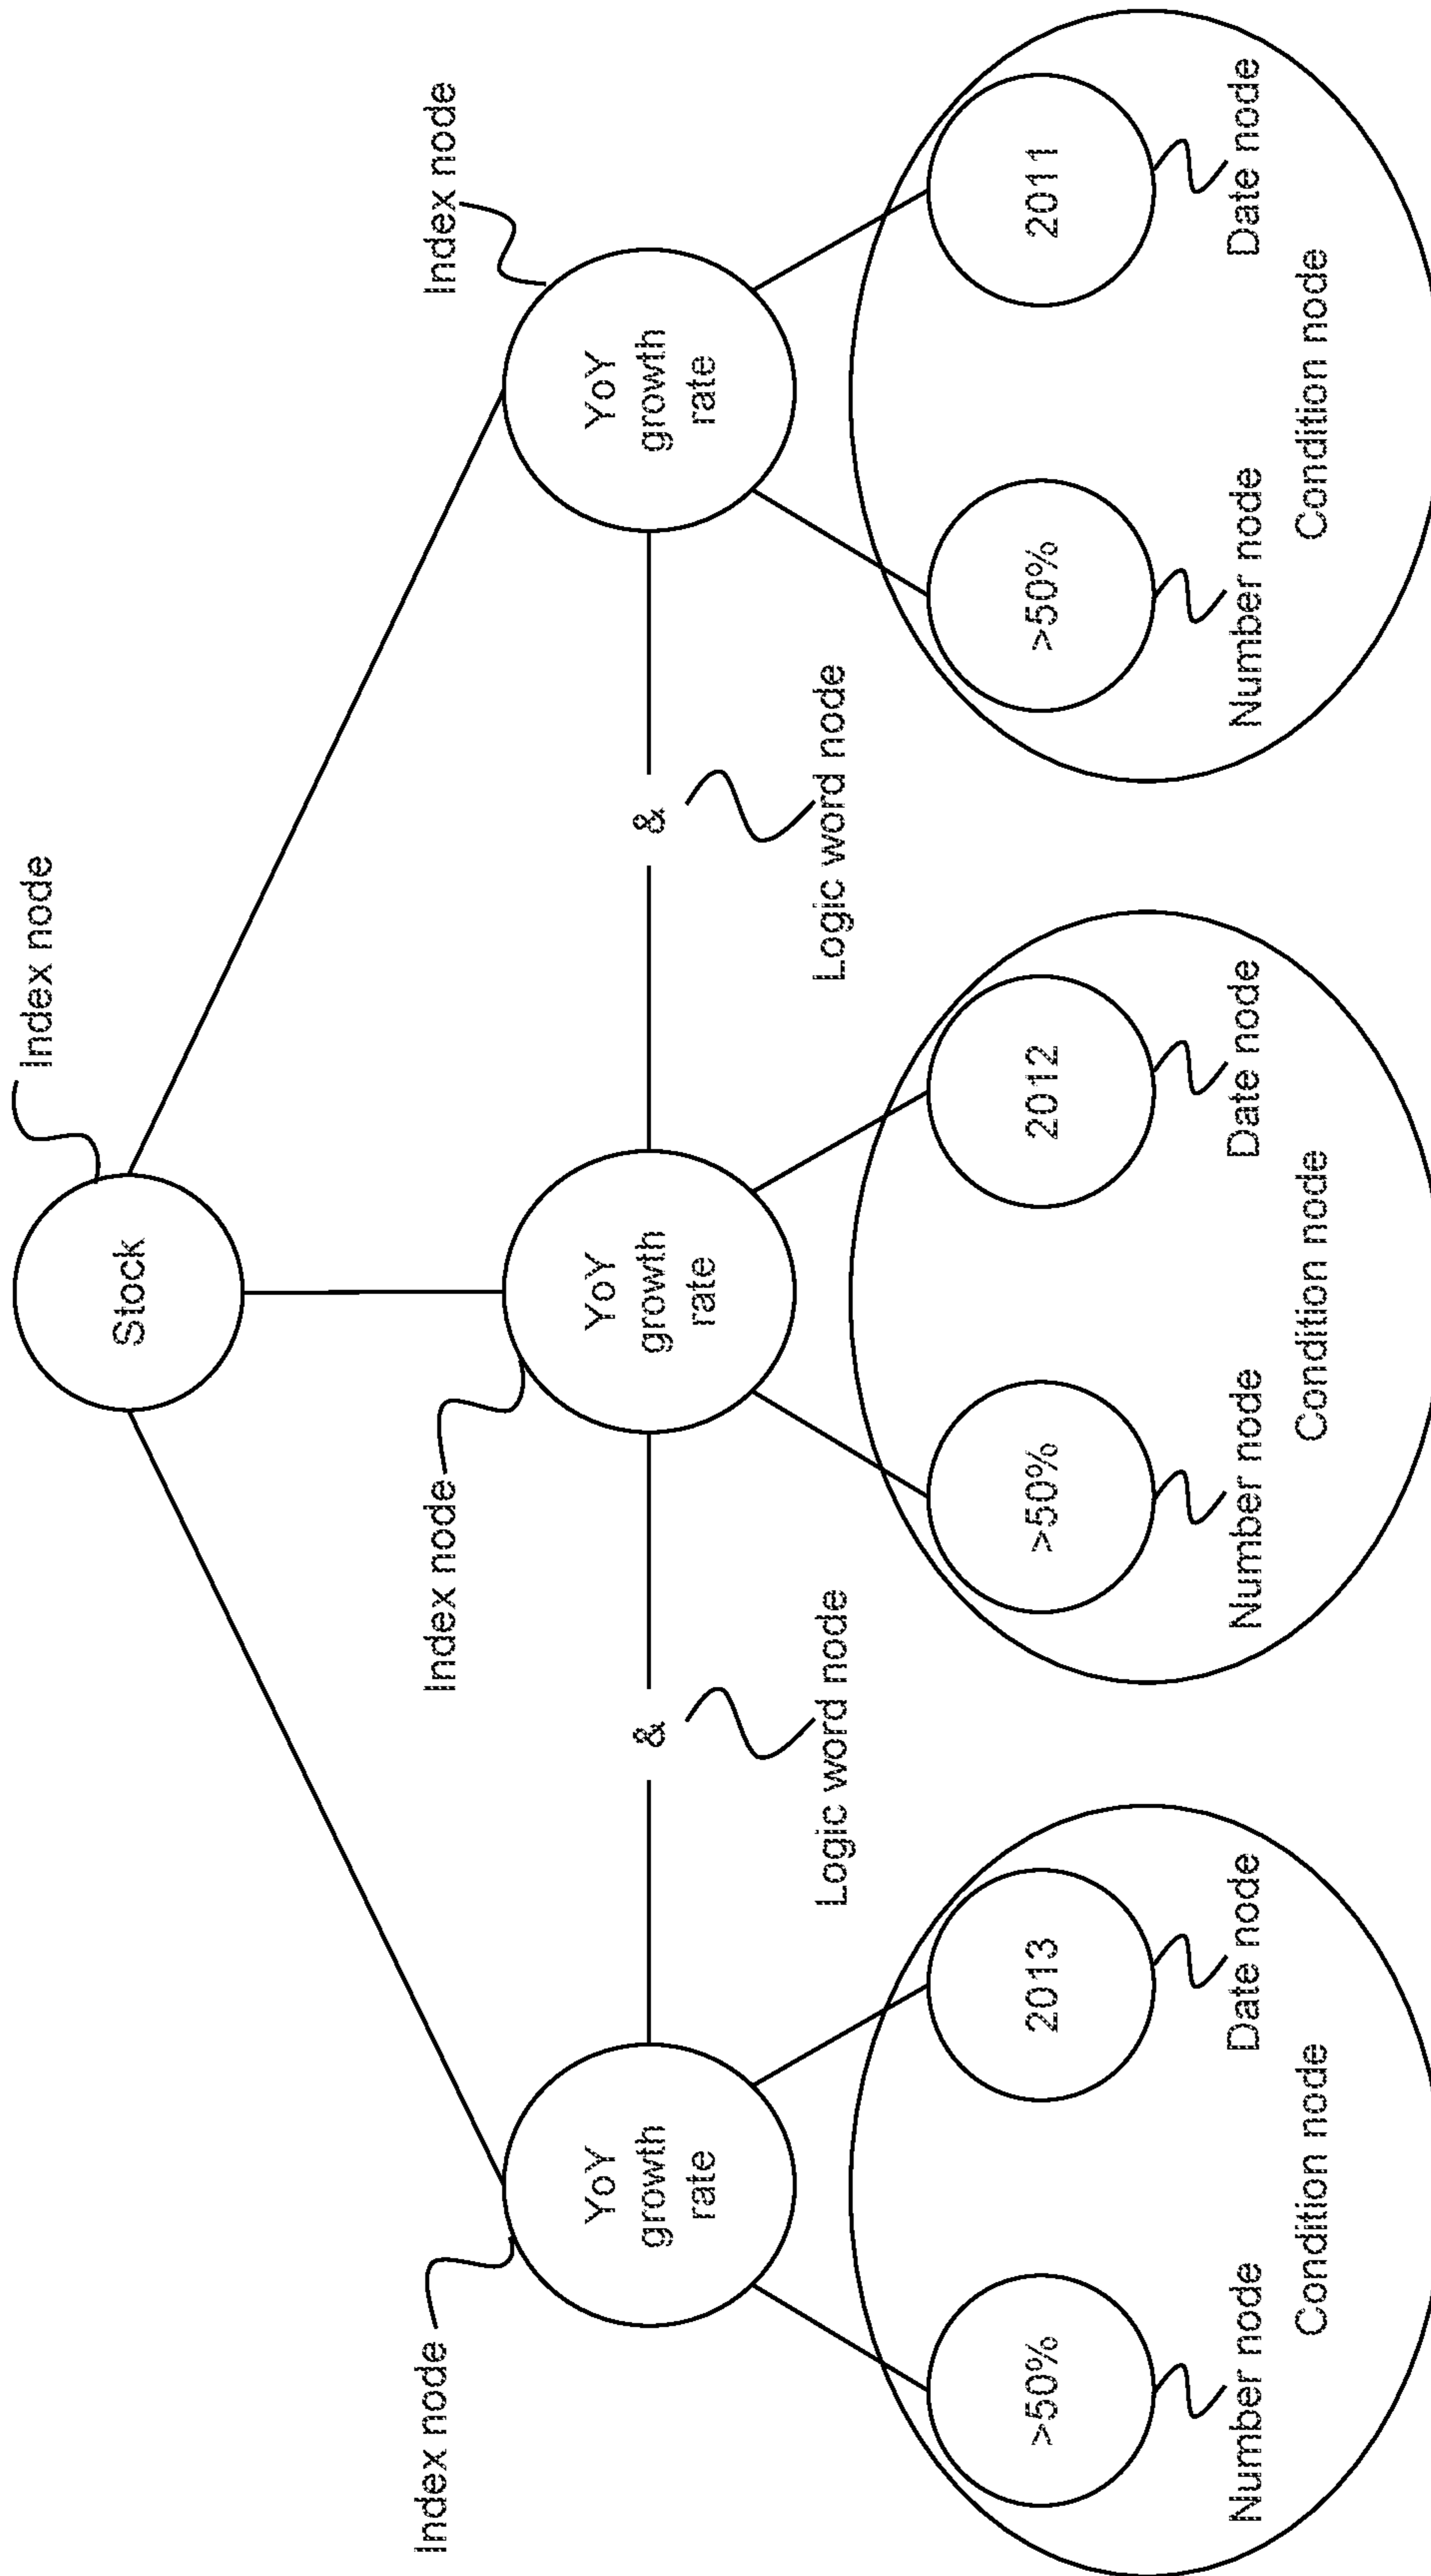 Index node
Stock
Index node
Index node
Index node
YoY
growth
rate
&
YoY
growth
rate
&
YoY
growth
rate
Logic word node
Logic word node
>50%
2013
>50%
2012
>50%
2011
Number node
Date node
Number node
Date node
Number node
Date node
Condition node
Condition node
Condition node